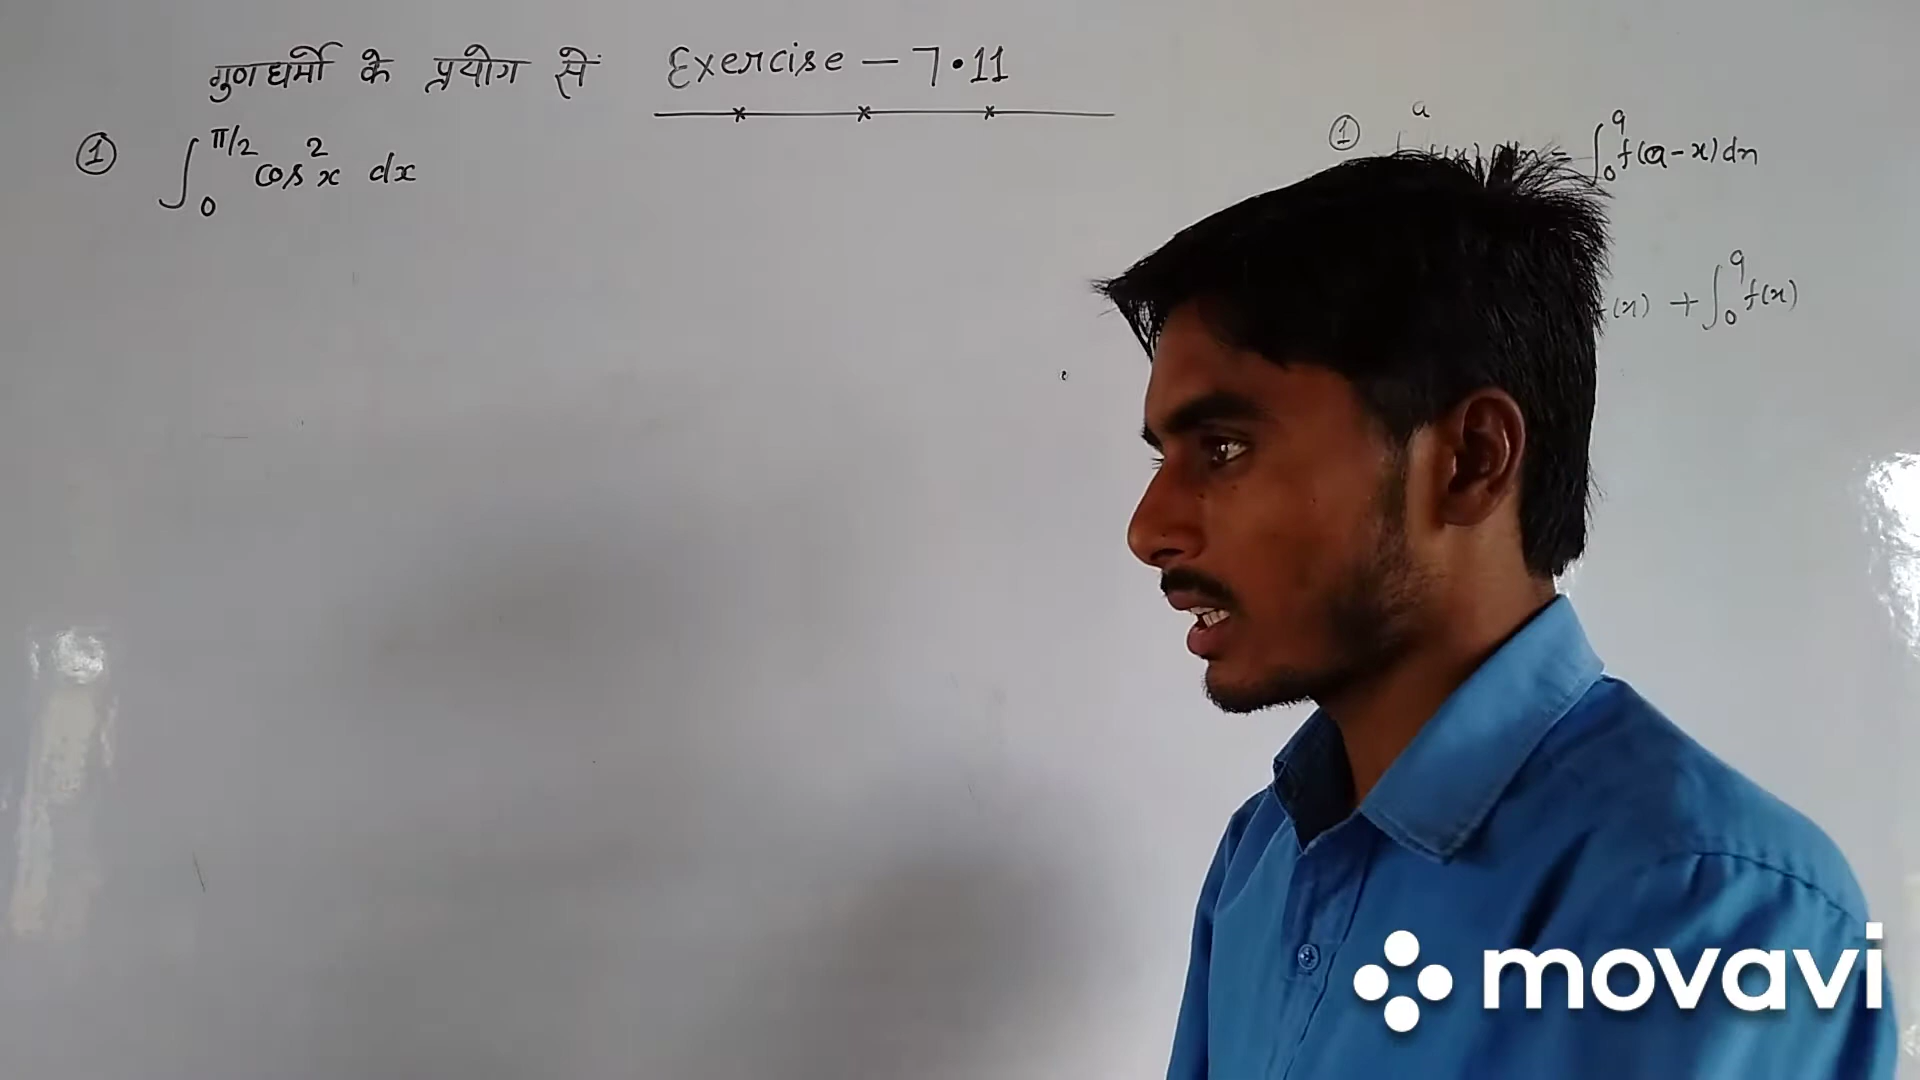 गुणधर्मो के प्रयोग से Exercise – 7.11
① ∫₀^π/2 cos²x dx
① a = ∫₀^a f(a-x)dx
(x) + ∫₀^a f(x)
movavi